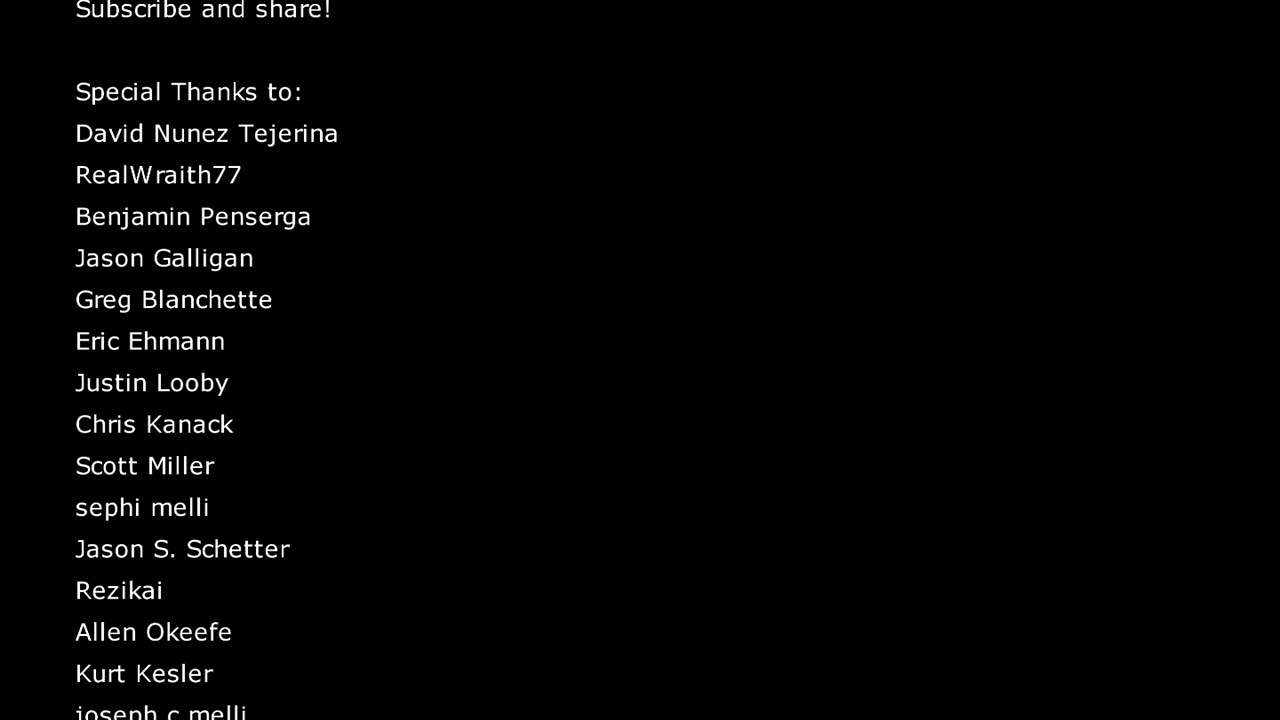 Subscribe and share!
Special Thanks to:
David Nunez Tejerina
RealWraith77
Benjamin Penserga
Jason Galligan
Greg Blanchette
Eric Ehmann
Justin Looby
Chris Kanack
Scott Miller
sephi melli
Jason S. Schetter
Rezikai
Allen Okeefe
Kurt Kesler
joseph c melli